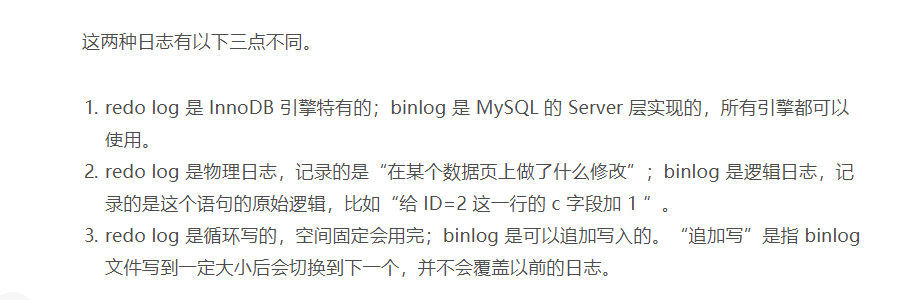 这两种日志有以下三点不同。
1. redo log 是 InnoDB 引擎特有的；binlog 是 MySQL 的 Server 层实现的，所有引擎都可以
使用。
2. redo log 是物理日志，记录的是“在某个数据页上做了什么修改”；binlog 是逻辑日志，记
录的是这个语句的原始逻辑，比如“给 ID=2 这一行的 c 字段加 1 ”。
3. redo log 是循环写的，空间固定会用完；binlog 是可以追加写入的。“追加写”是指 binlog
文件写到一定大小后会切换到下一个，并不会覆盖以前的日志。